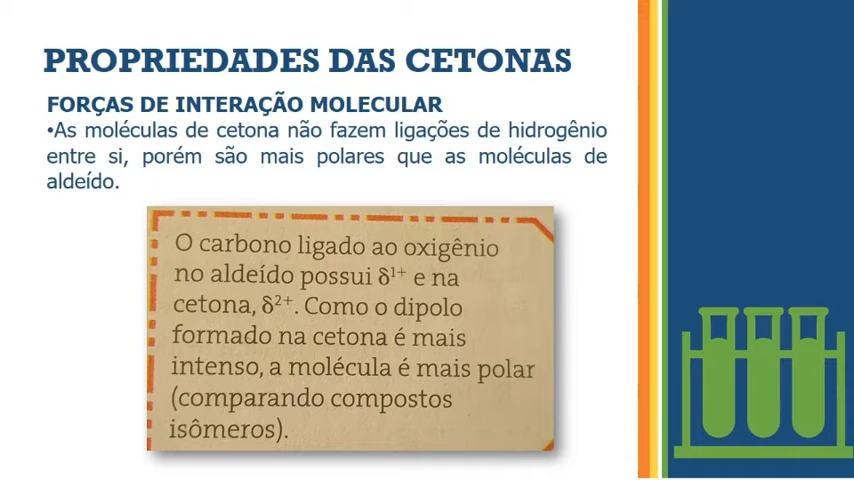 PROPRIEDADES DAS CETONAS
FORÇAS DE INTERAÇÃO MOLECULAR
•As moléculas de cetona não fazem ligações de hidrogênio
entre si, porém são mais polares que as moléculas de
aldeído.
O carbono ligado ao oxigênio
no aldeído possui δ¹⁺ e na
cetona, δ²⁺. Como o dipolo
formado na cetona é mais
intenso, a molécula é mais polar
(comparando compostos
isômeros).